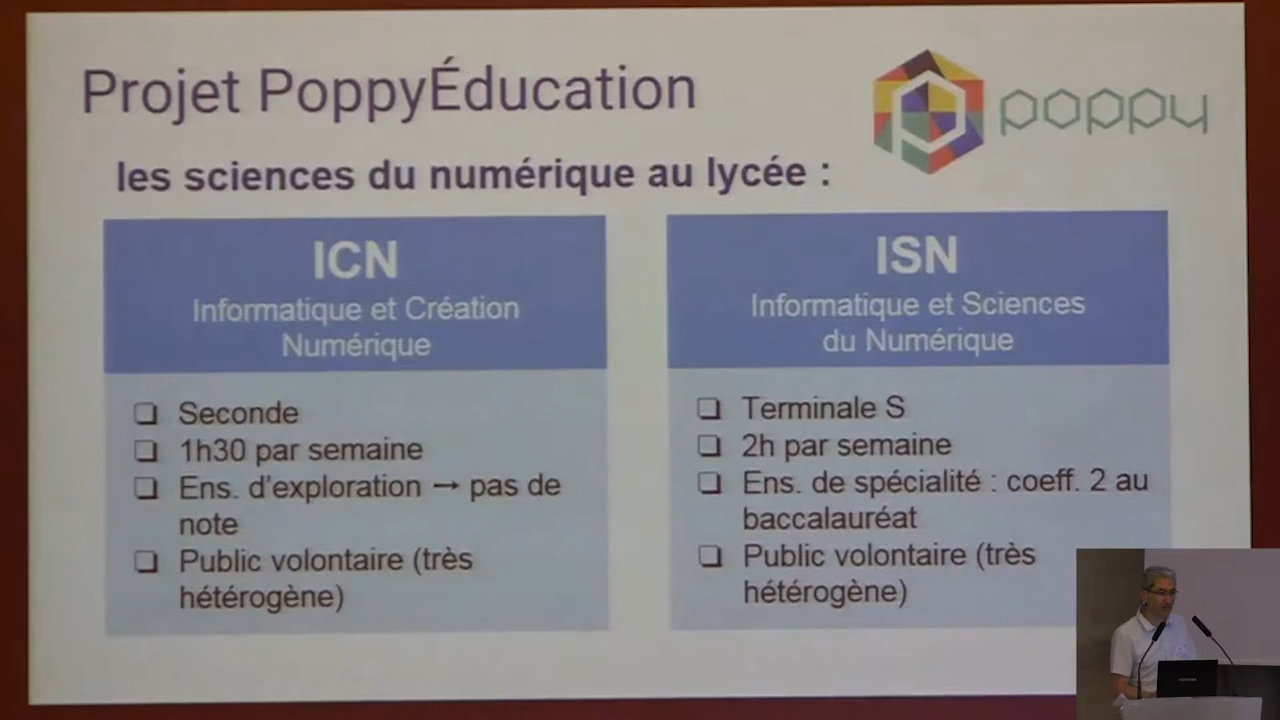 Projet PoppyÉducation
poppy
les sciences du numérique au lycée :
ICN
Informatique et Création
Numérique
❏ Seconde
❏ 1h30 par semaine
❏ Ens. d'exploration → pas de
note
❏ Public volontaire (très
hétérogène)
ISN
Informatique et Sciences
du Numérique
❏ Terminale S
❏ 2h par semaine
❏ Ens. de spécialité : coeff. 2 au
baccalauréat
❏ Public volontaire (très
hétérogène)